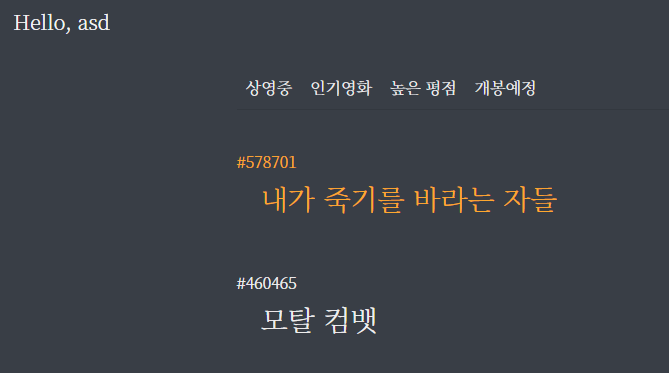 Hello, asd
상영중 인기영화 높은 평점 개봉예정
#578701
내가 죽기를 바라는 자들
#460465
모탈 컴뱃